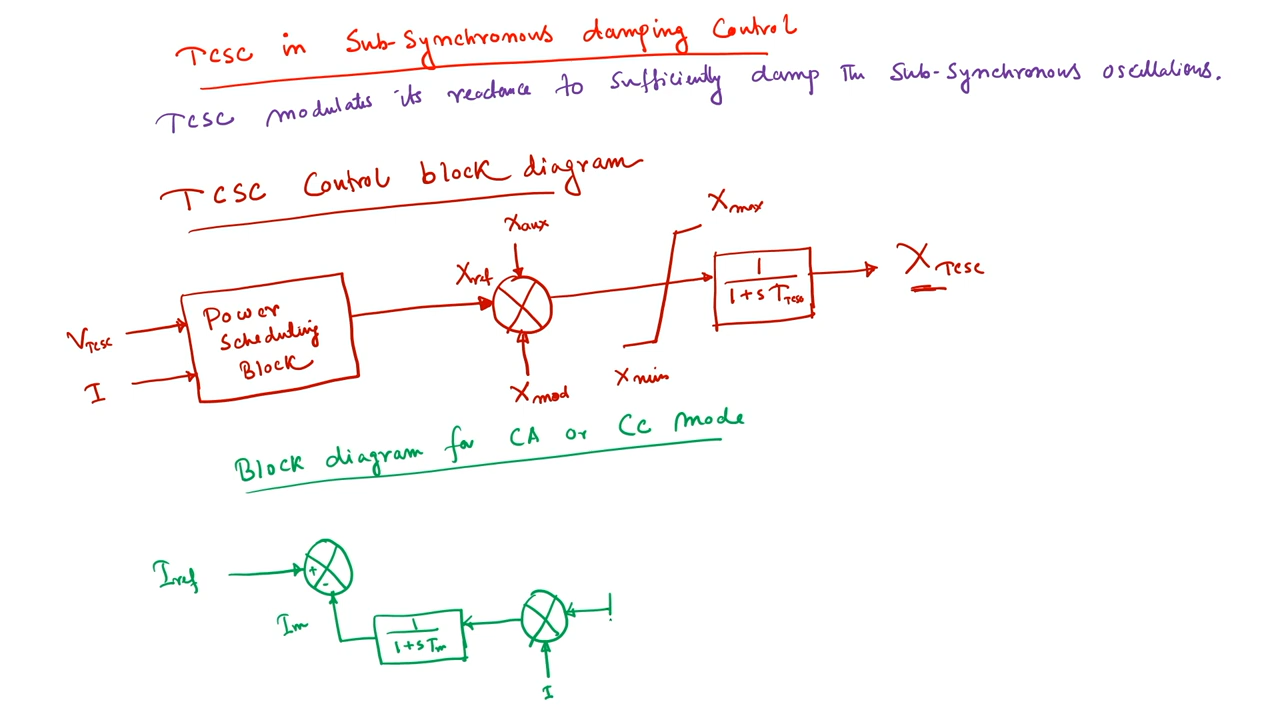 TCSC in Sub-Synchronous damping Control
TCSC modulates its reactance to sufficiently damp the Sub-Synchronous oscillations.
TCSC Control block diagram
Xmax
Xaux
Xref
XTCSC
1
1+sTTCSC
Power
Scheduling
Block
VTCSC
I
Xmin
Xmod
Block diagram for CA or CC mode
Iref
+
-
Im
1
1+sTm
I